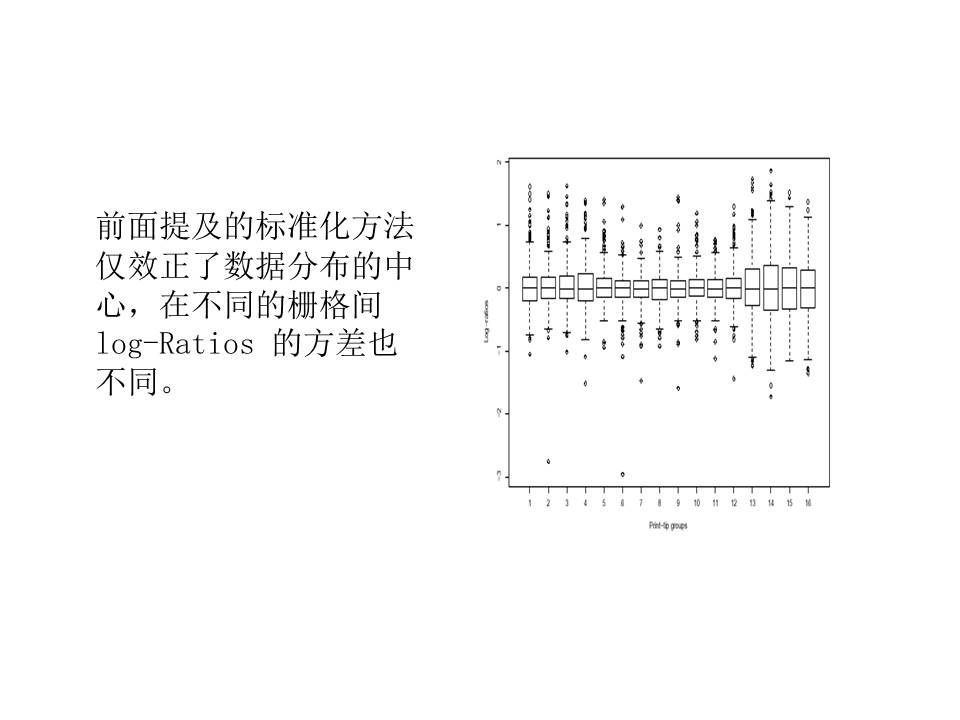 前面提及的标准化方法
仅效正了数据分布的中
心，在不同的栅格间
log-Ratios 的方差也
不同。
2
1
0
-1
-2
-3
Log-ratios
1 2 3 4 5 6 7 8 9 10 11 12 13 14 15 16
Print-tip groups